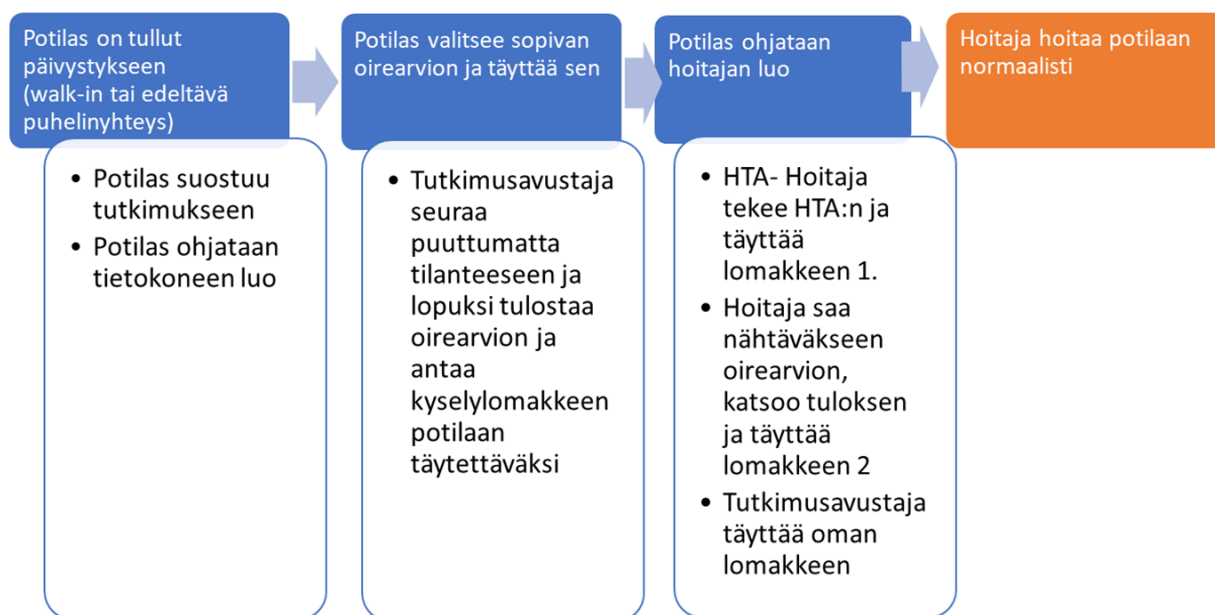 Potilas on tullut
päivystykseen
(walk-in tai edeltävä
puhelinyhteys)
• Potilas suostuu
tutkimukseen
• Potilas ohjataan
tietokoneen luo
Potilas valitsee sopivan
oirearvion ja täyttää sen
• Tutkimusavustaja
seuraa
puuttumatta
tilanteeseen ja
lopuksi tulostaa
oirearvion ja
antaa
kyselylomakkeen
potilaan
täytettäväksi
Potilas ohjataan
hoitajan luo
• HTA- Hoitaja
tekee HTA:n ja
täyttää
lomakkeen 1.
• Hoitaja saa
nähtäväkseen
oirearvion,
katsoo tuloksen
ja täyttää
lomakkeen 2
• Tutkimusavustaja
täyttää oman
lomakkeen
Hoitaja hoitaa potilaan
normaalisti